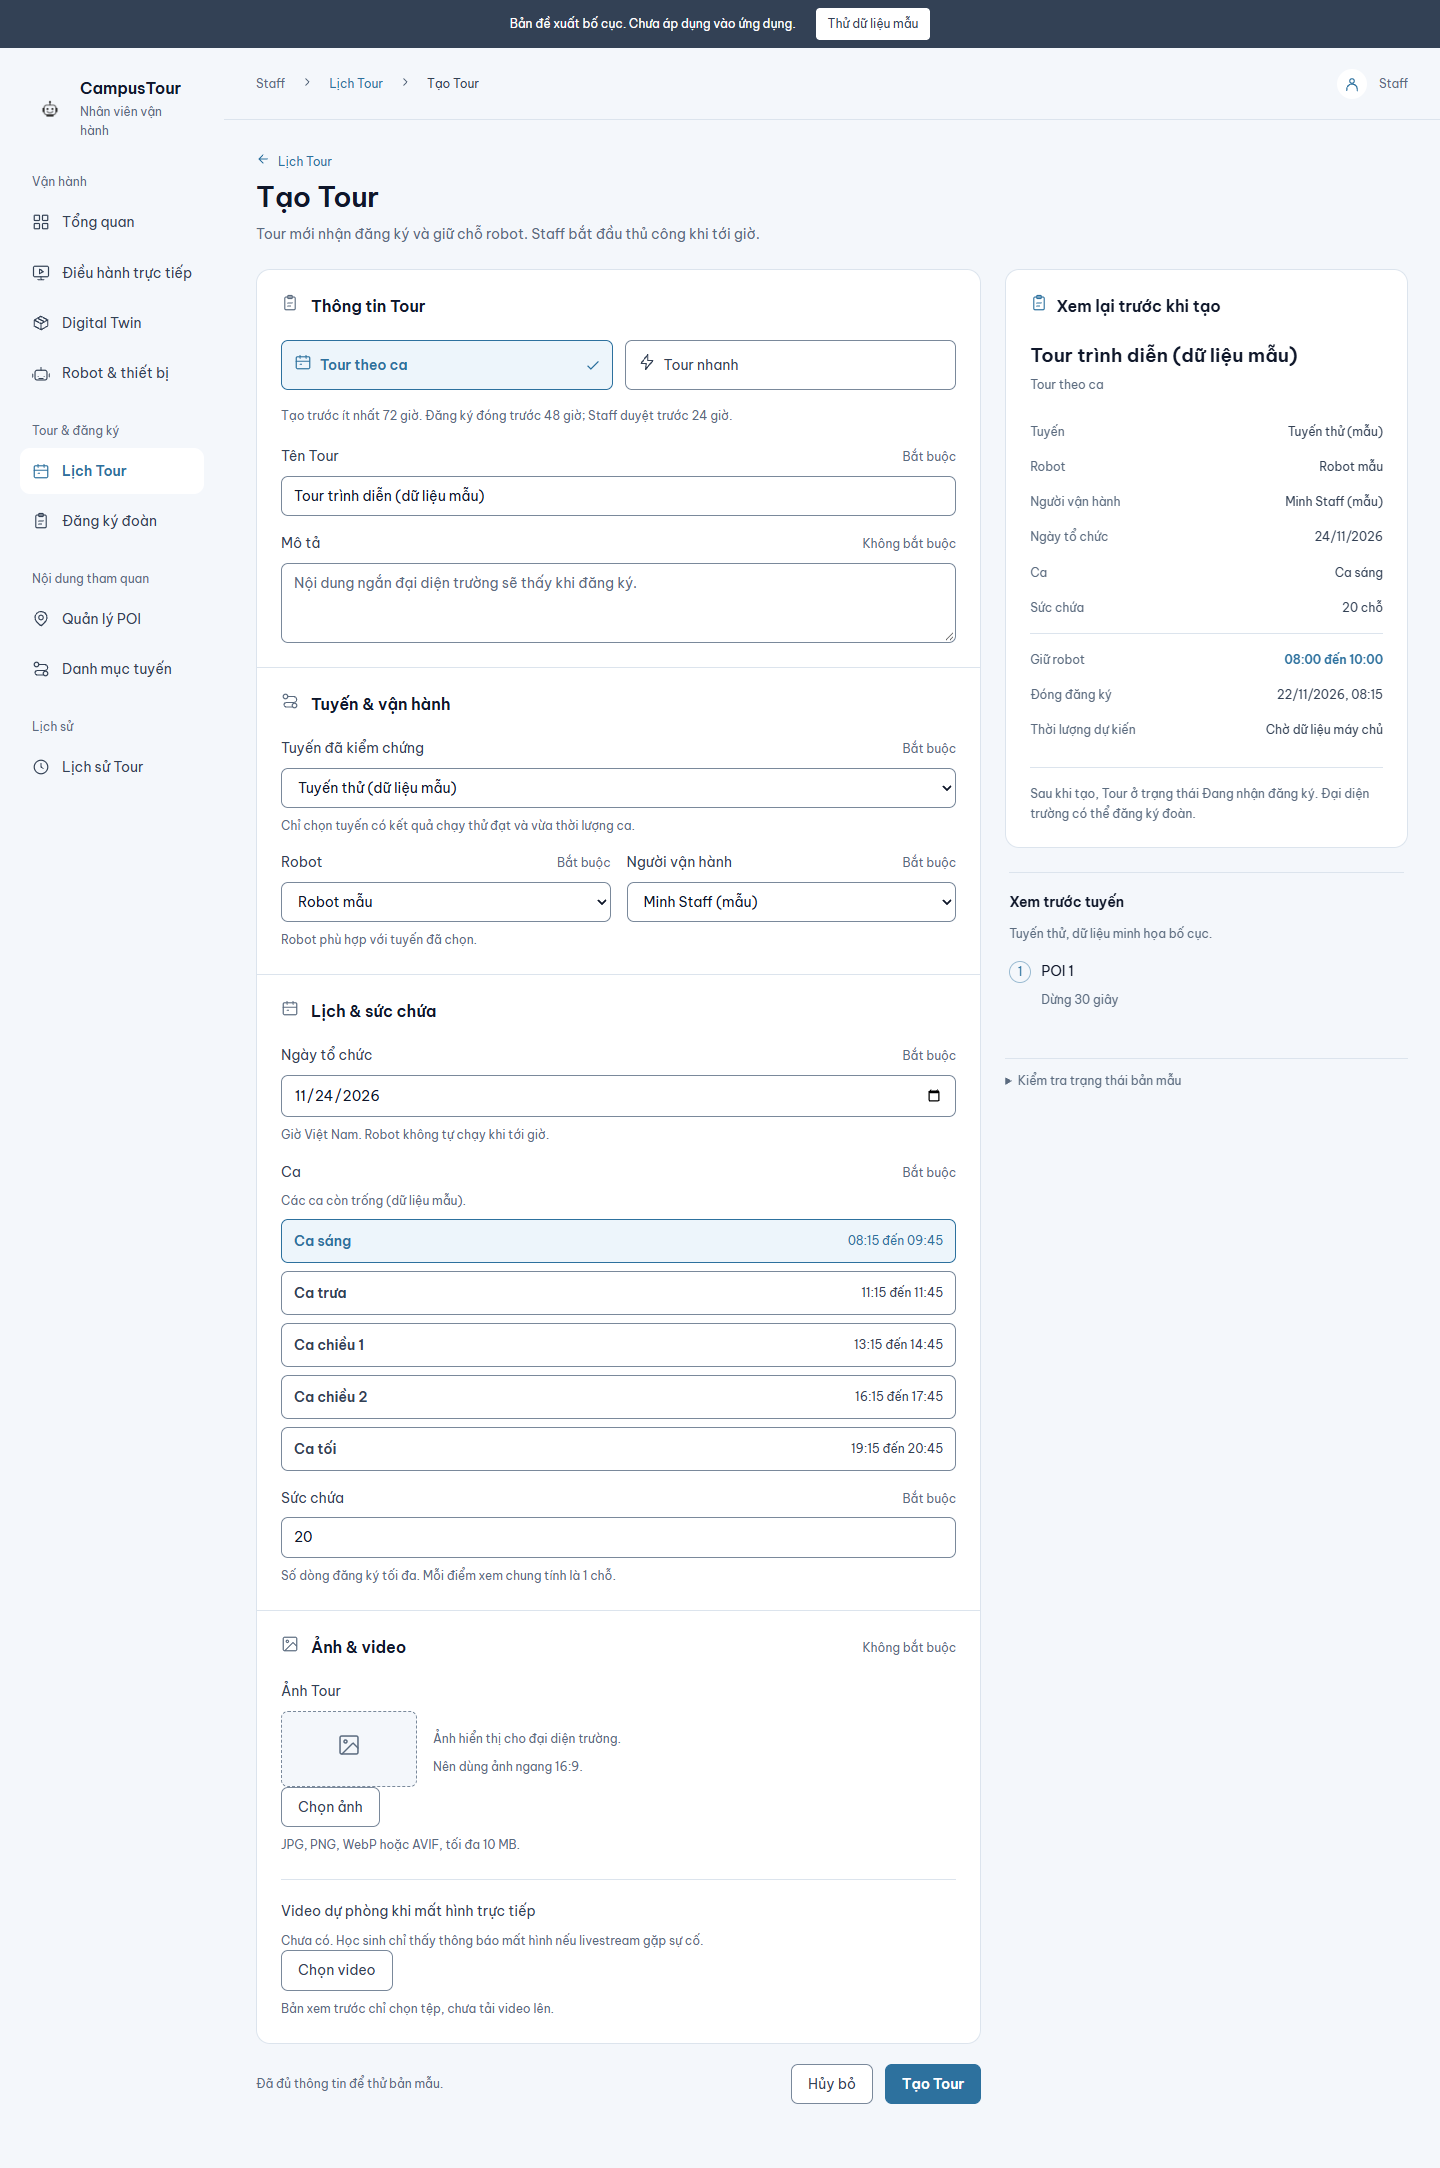 Bản đề xuất bố cục. Chưa áp dụng vào ứng dụng.
Thử dữ liệu mẫu
CampusTour
Nhân viên vận
hành
Vận hành
Tổng quan
Điều hành trực tiếp
Digital Twin
Robot & thiết bị
Tour & đăng ký
Lịch Tour
Đăng ký đoàn
Nội dung tham quan
Quản lý POI
Danh mục tuyến
Lịch sử
Lịch sử Tour
Staff
Lịch Tour
Tạo Tour
Staff
Lịch Tour
Tạo Tour
Tour mới nhận đăng ký và giữ chỗ robot. Staff bắt đầu thủ công khi tới giờ.
Thông tin Tour
Tour theo ca
Tour nhanh
Tạo trước ít nhất 72 giờ. Đăng ký đóng trước 48 giờ; Staff duyệt trước 24 giờ.
Tên Tour
Bắt buộc
Tour trình diễn (dữ liệu mẫu)
Mô tả
Không bắt buộc
Nội dung ngắn đại diện trường sẽ thấy khi đăng ký.
Tuyến & vận hành
Tuyến đã kiểm chứng
Bắt buộc
Tuyến thử (dữ liệu mẫu)
Chỉ chọn tuyến có kết quả chạy thử đạt và vừa thời lượng ca.
Robot
Bắt buộc
Người vận hành
Bắt buộc
Robot mẫu
Minh Staff (mẫu)
Robot phù hợp với tuyến đã chọn.
Lịch & sức chứa
Ngày tổ chức
Bắt buộc
11/24/2026
Giờ Việt Nam. Robot không tự chạy khi tới giờ.
Ca
Bắt buộc
Các ca còn trống (dữ liệu mẫu).
Ca sáng
08:15 đến 09:45
Ca trưa
11:15 đến 11:45
Ca chiều 1
13:15 đến 14:45
Ca chiều 2
16:15 đến 17:45
Ca tối
19:15 đến 20:45
Sức chứa
Bắt buộc
20
Số dòng đăng ký tối đa. Mỗi điểm xem chung tính là 1 chỗ.
Ảnh & video
Không bắt buộc
Ảnh Tour
Ảnh hiển thị cho đại diện trường.
Nên dùng ảnh ngang 16:9.
Chọn ảnh
JPG, PNG, WebP hoặc AVIF, tối đa 10 MB.
Video dự phòng khi mất hình trực tiếp
Chưa có. Học sinh chỉ thấy thông báo mất hình nếu livestream gặp sự cố.
Chọn video
Bản xem trước chỉ chọn tệp, chưa tải video lên.
Đã đủ thông tin để thử bản mẫu.
Hủy bỏ
Tạo Tour
Xem lại trước khi tạo
Tour trình diễn (dữ liệu mẫu)
Tour theo ca
Tuyến
Tuyến thử (mẫu)
Robot
Robot mẫu
Người vận hành
Minh Staff (mẫu)
Ngày tổ chức
24/11/2026
Ca
Ca sáng
Sức chứa
20 chỗ
Giữ robot
08:00 đến 10:00
Đóng đăng ký
22/11/2026, 08:15
Thời lượng dự kiến
Chờ dữ liệu máy chủ
Sau khi tạo, Tour ở trạng thái Đang nhận đăng ký. Đại diện
trường có thể đăng ký đoàn.
Xem trước tuyến
Tuyến thử, dữ liệu minh họa bố cục.
1
POI 1
Dừng 30 giây
Kiểm tra trạng thái bản mẫu